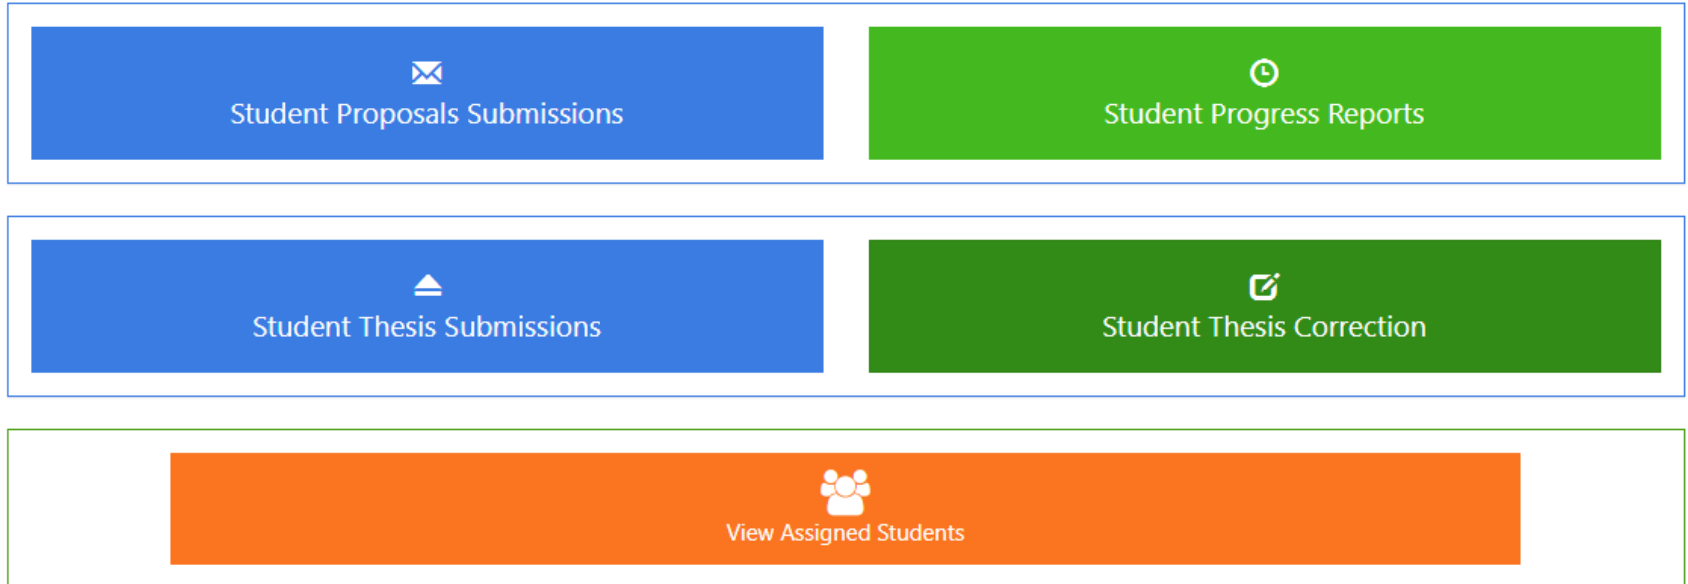 Student Proposals Submissions
Student Progress Reports
Student Thesis Submissions
Student Thesis Correction
View Assigned Students